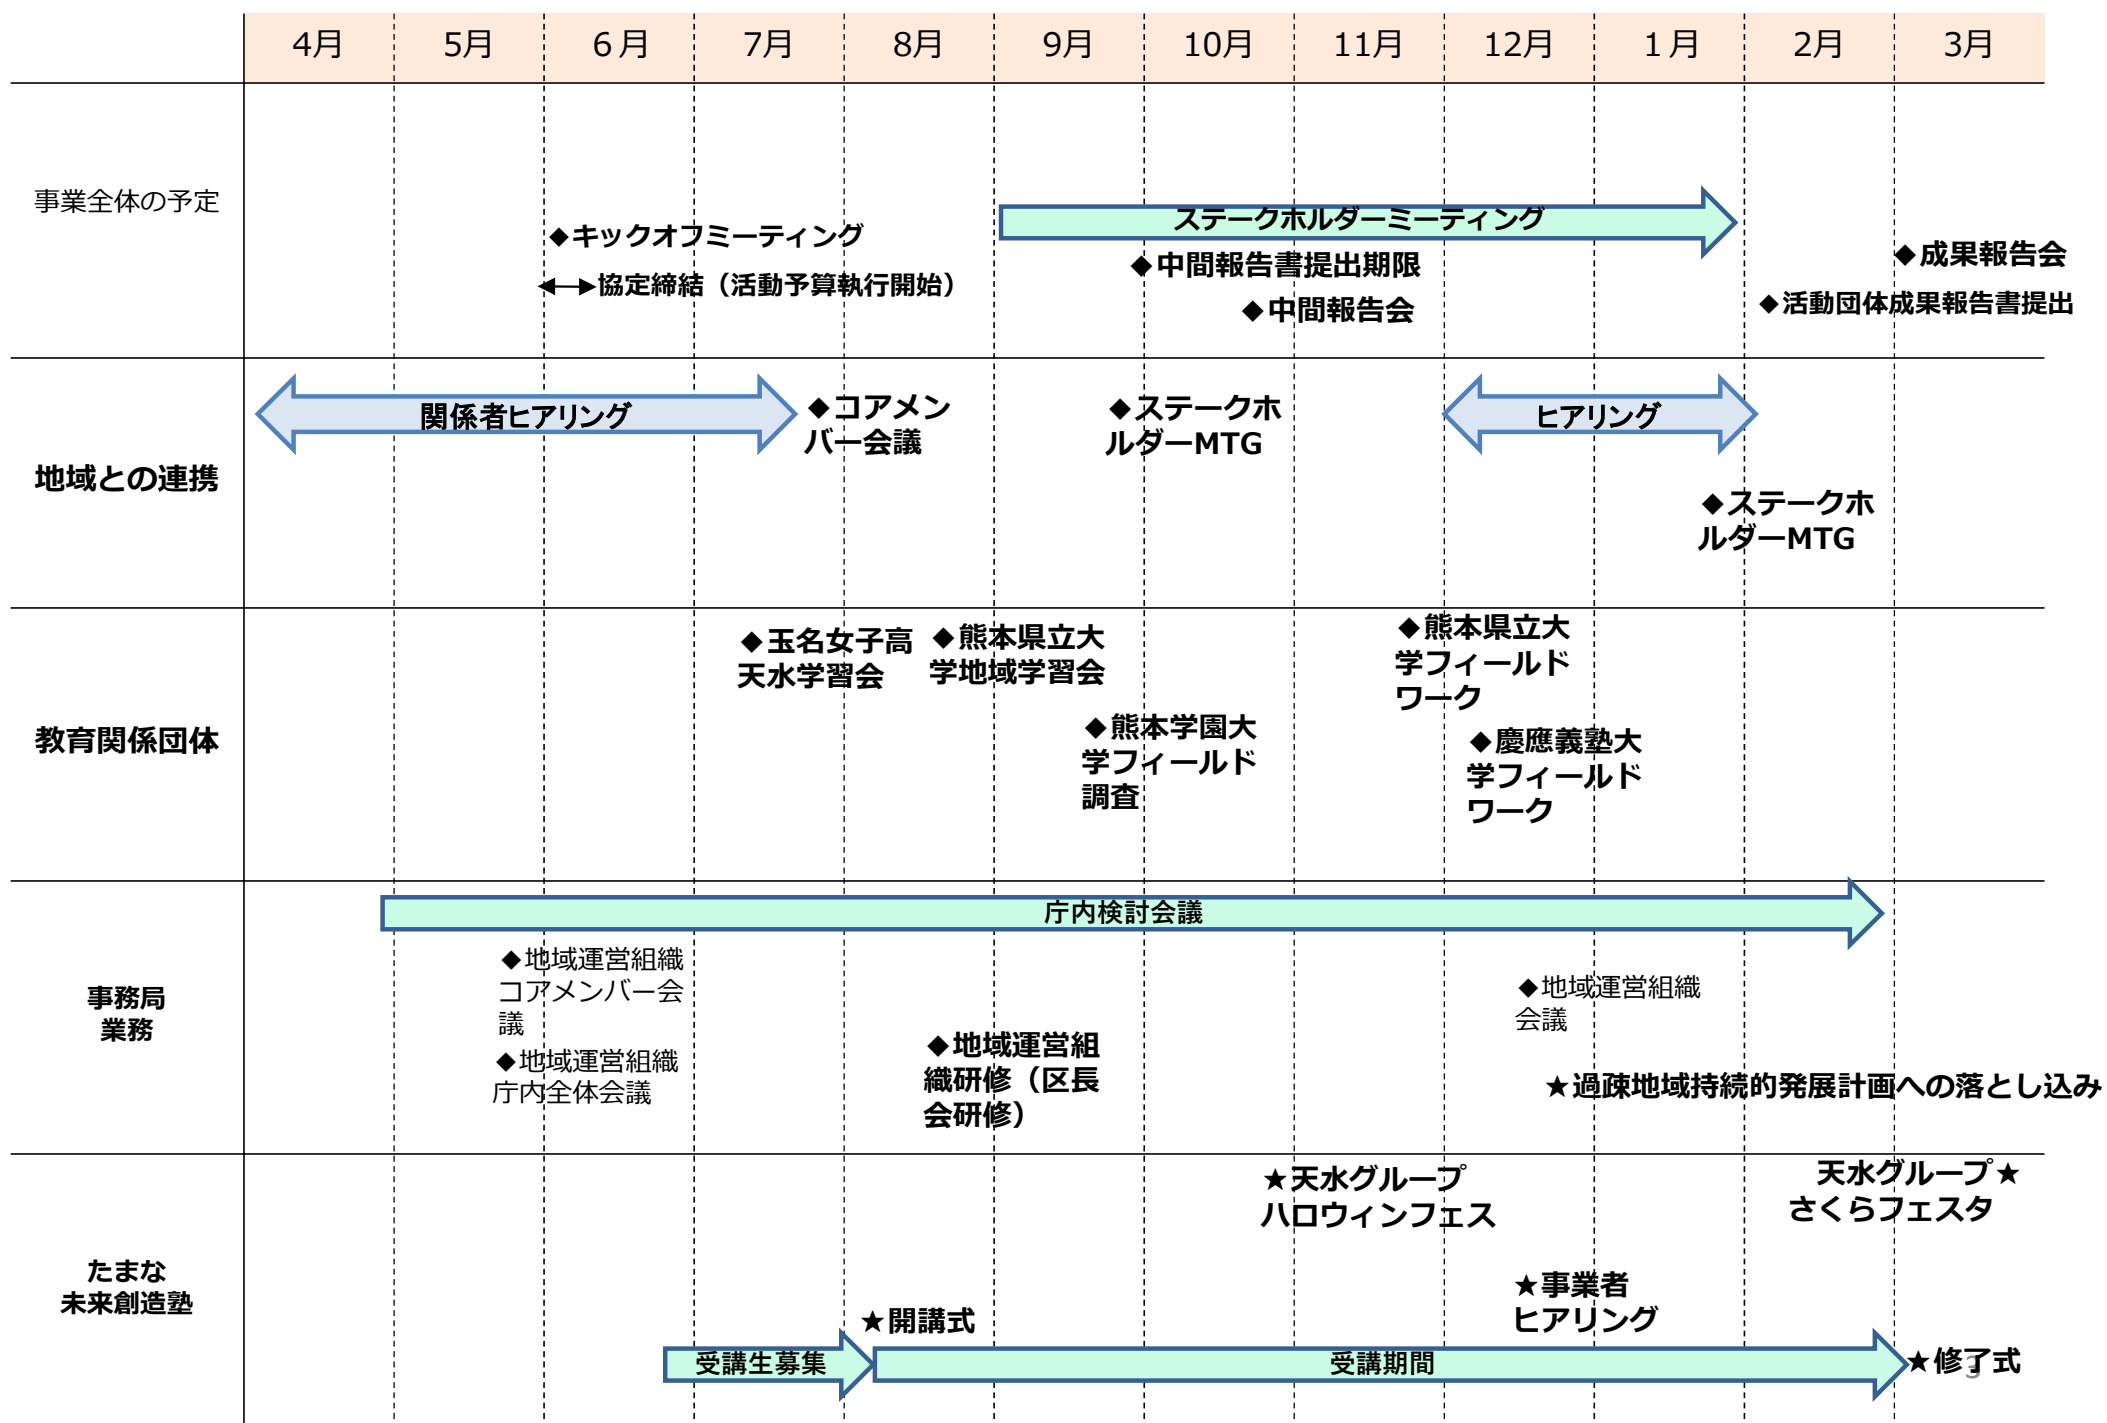 4月 5月 6月 7月 8月 9月 10月 11月 12月 1月 2月 3月
事業全体の予定
ステークホルダーミーティング
◆キックオフミーティング
◆成果報告会
◆中間報告書提出期限
協定締結（活動予算執行開始）
◆活動団体成果報告書提出
◆中間報告会
地域との連携
関係者ヒアリング
◆コアメン
バー会議
◆ステークホ
ルダーMTG
ヒアリング
◆ステークホ
ルダーMTG
教育関係団体
◆玉名女子高
天水学習会
◆熊本県立大
学地域学習会
◆熊本学園大
学フィールド
調査
◆熊本県立大
学フィールド
ワーク
◆慶應義塾大
学フィールド
ワーク
事務局
業務
庁内検討会議
◆地域運営組織
コアメンバー会
議
◆地域運営組織
庁内全体会議
◆地域運営組
織研修（区長
会研修）
◆地域運営組織
会議
★過疎地域持続的発展計画への落とし込み
たまな
未来創造塾
★天水グループ
ハロウィンフェス
天水グループ★
さくらフェスタ
★事業者
ヒアリング
★開講式
受講生募集
受講期間
★修了式
3